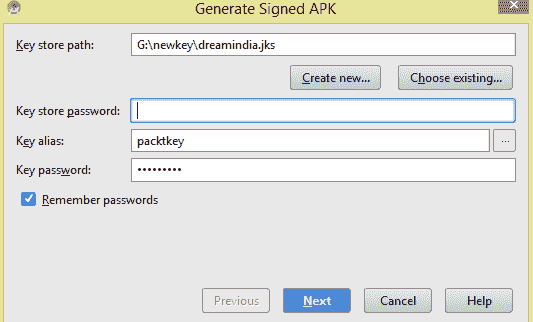 Generate Signed APK
Key store path: G:\newkey\dreamindia.jks
Create new... Choose existing...
Key store password:
Key alias: packtkey ...
Key password: •••••••••
Remember passwords
Previous Next Cancel Help